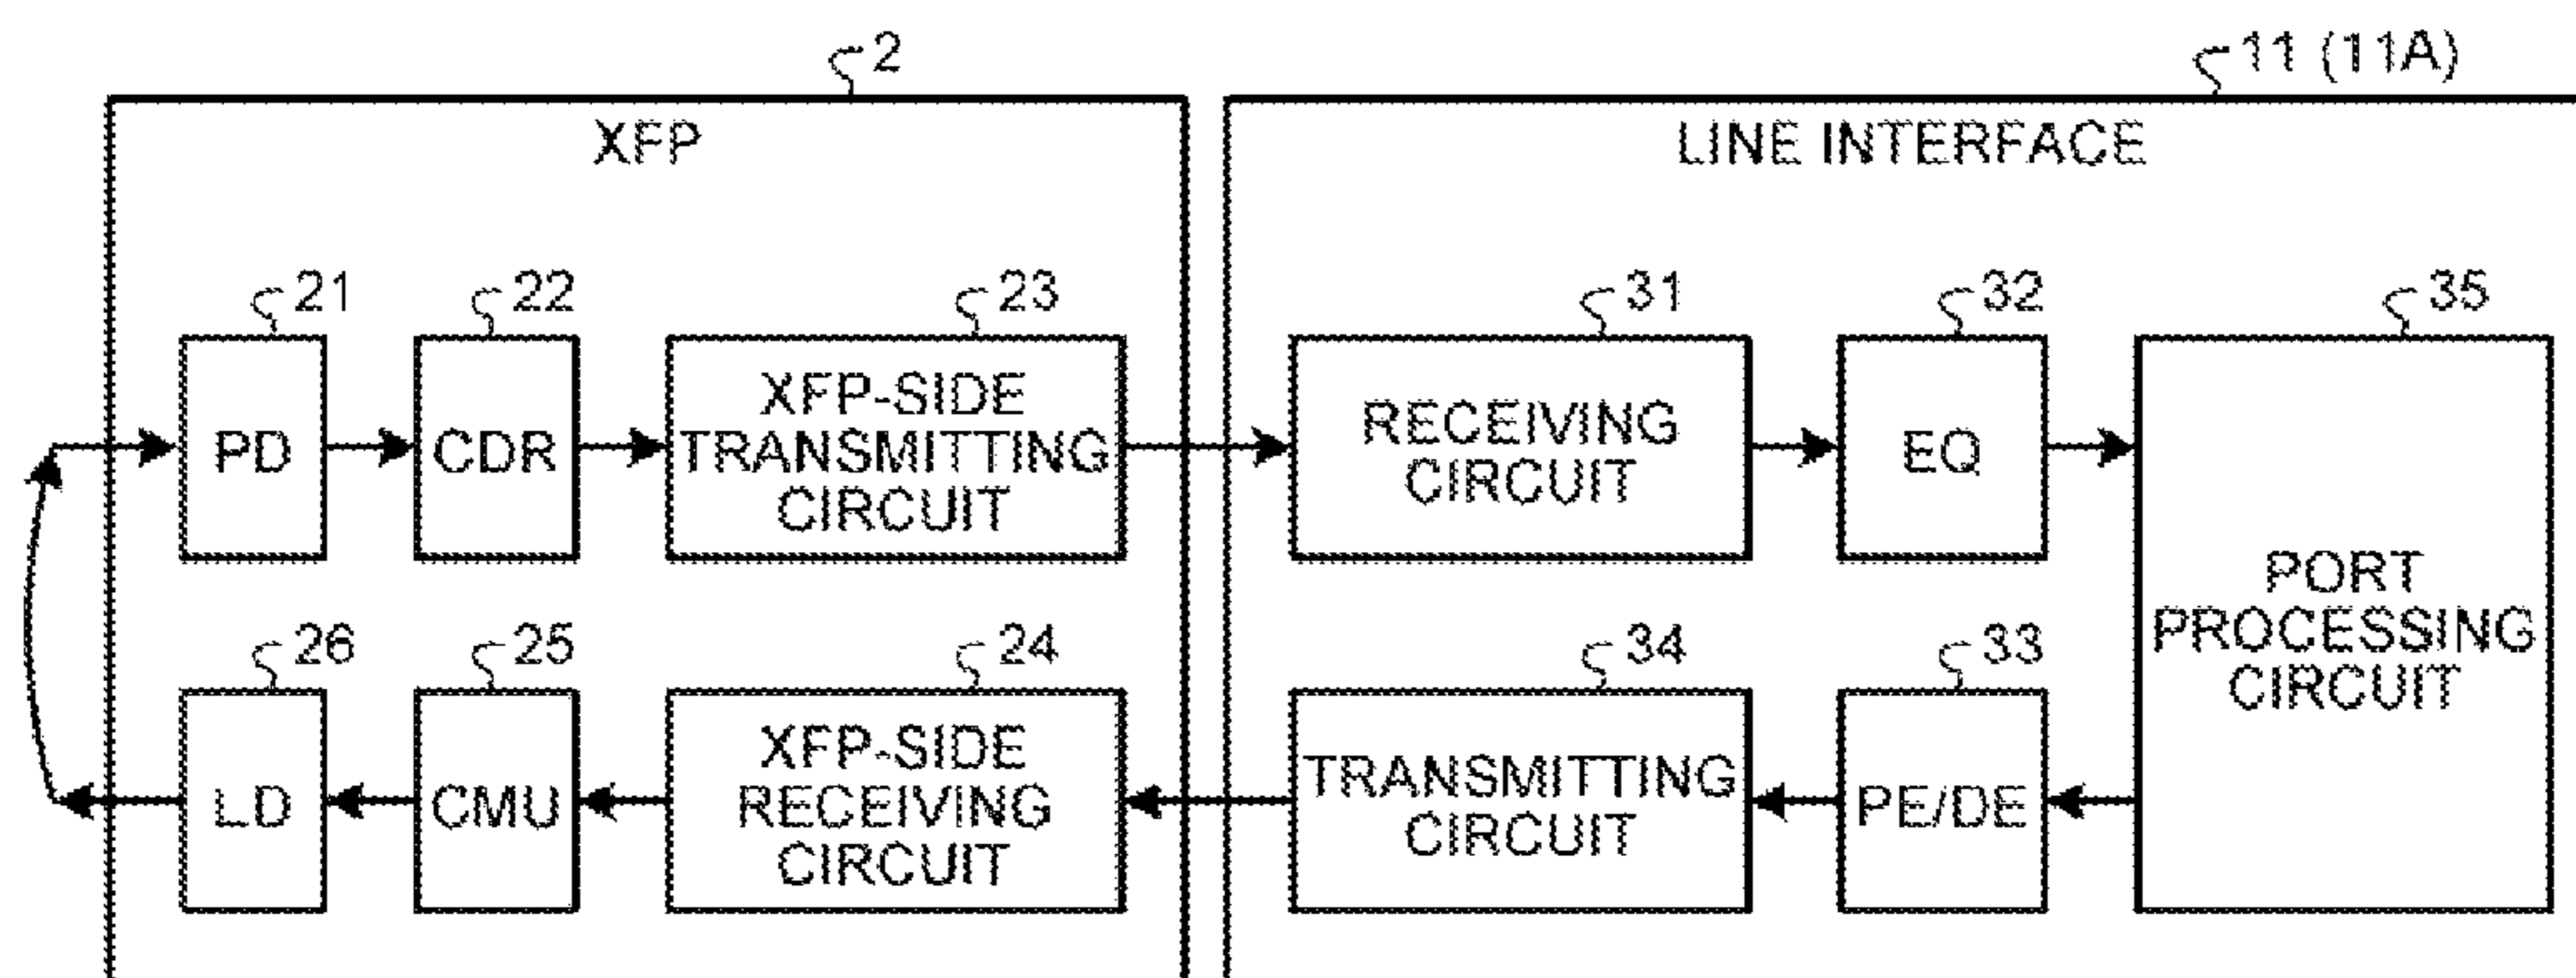 2
11 (11A)
XFP
LINE INTERFACE
21
22
23
31
32
35
PD
CDR
XFP-SIDE
TRANSMITTING
CIRCUIT
RECEIVING
CIRCUIT
EQ
PORT
PROCESSING
CIRCUIT
26
25
24
34
33
LD
CMU
XFP-SIDE
RECEIVING
CIRCUIT
TRANSMITTING
CIRCUIT
PE/DE